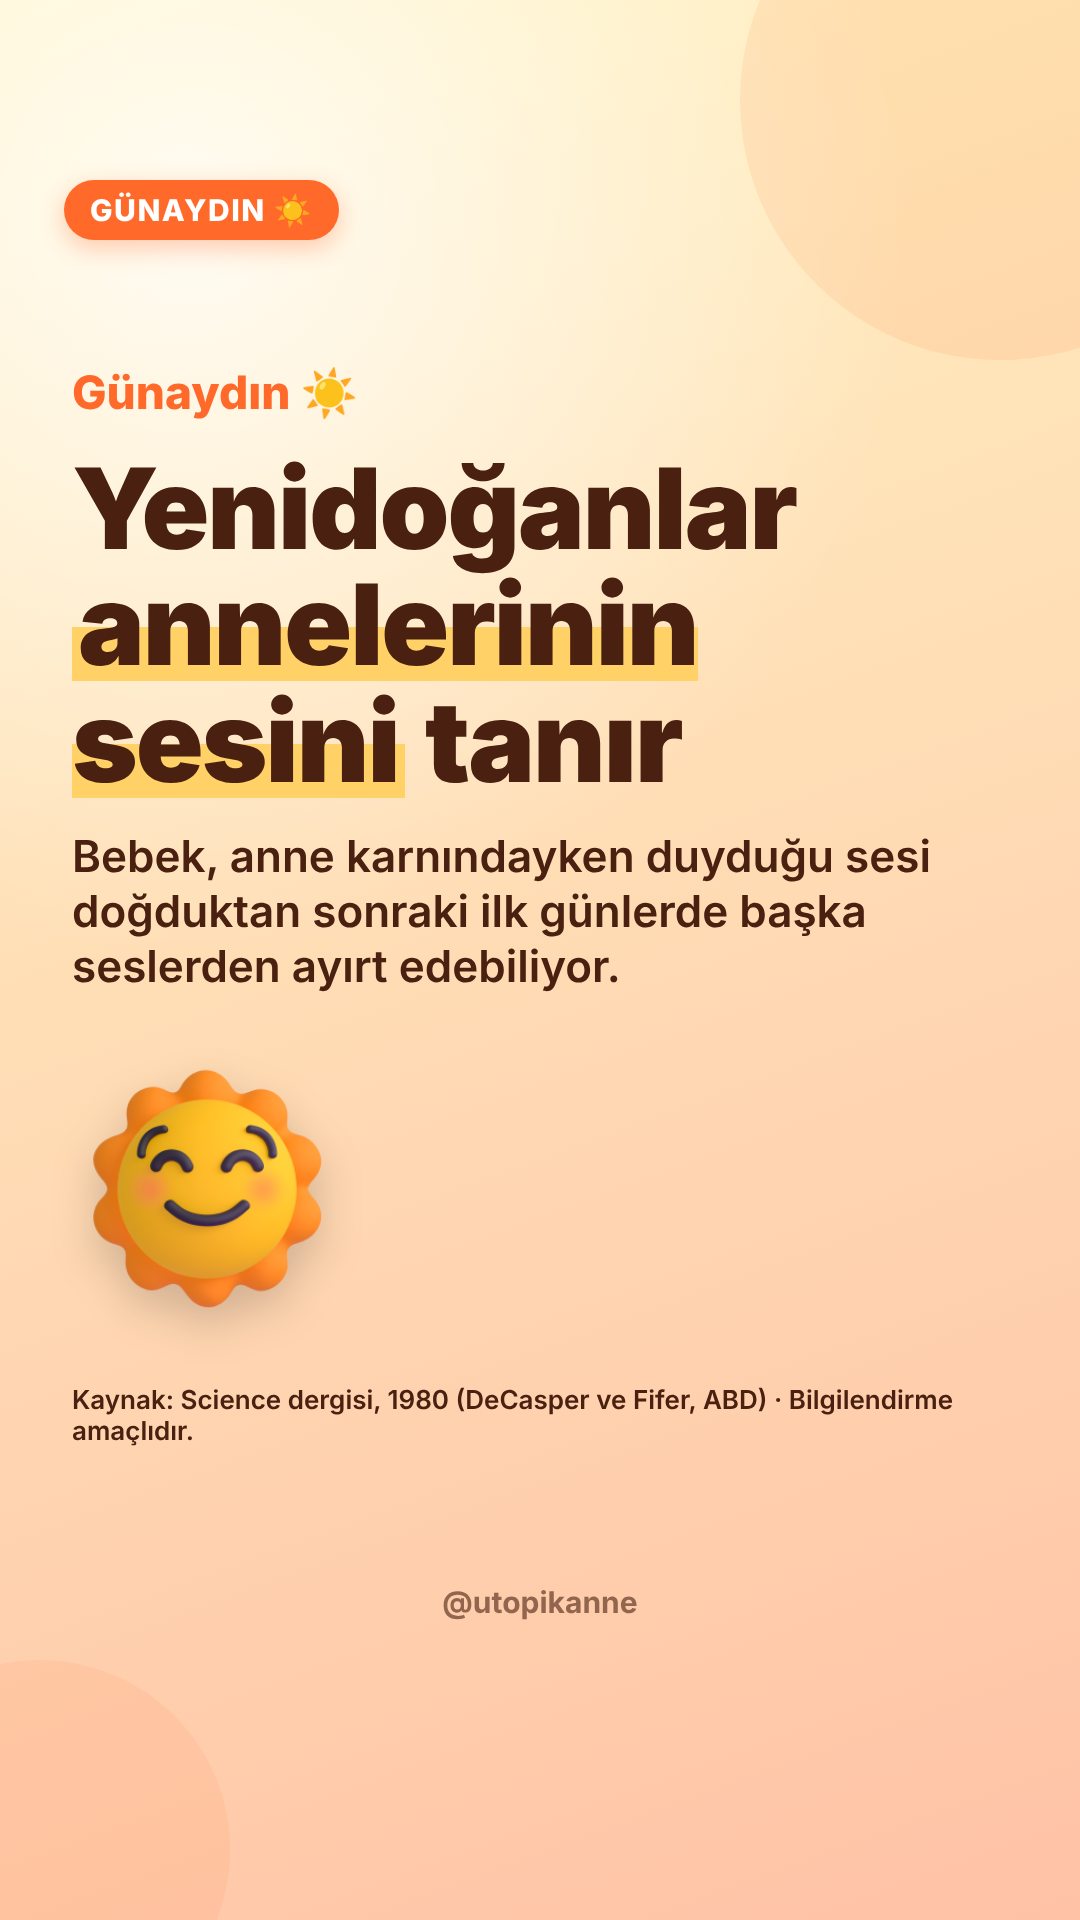 GÜNAYDIN ☀️
Günaydın ☀️
Yenidoğanlar
annelerinin
sesini tanır
Bebek, anne karnındayken duyduğu sesi
doğduktan sonraki ilk günlerde başka
seslerden ayırt edebiliyor.
Kaynak: Science dergisi, 1980 (DeCasper ve Fifer, ABD) · Bilgilendirme
amaçlıdır.
@utopikanne